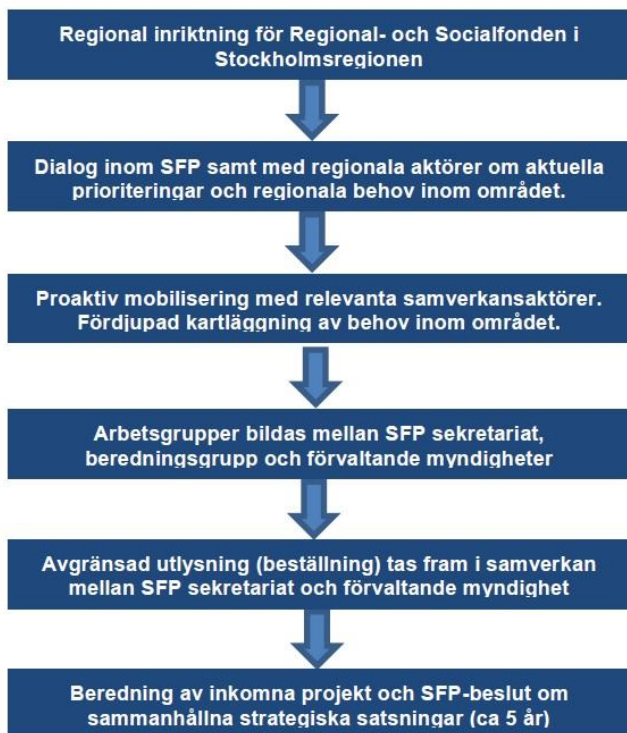 Regional inriktning för Regional- och Socialfonden i
Stockholmsregionen
Dialog inom SFP samt med regionala aktörer om aktuella
prioriteringar och regionala behov inom området.
Proaktiv mobilisering med relevanta samverkansaktörer.
Fördjupad kartläggning av behov inom området.
Arbetsgrupper bildas mellan SFP sekretariat,
beredningsgrupp och förvaltande myndigheter
Avgränsad utlysning (beställning) tas fram i samverkan
mellan SFP sekretariat och förvaltande myndighet
Beredning av inkomna projekt och SFP-beslut om
sammanhållna strategiska satsningar (ca 5 år)